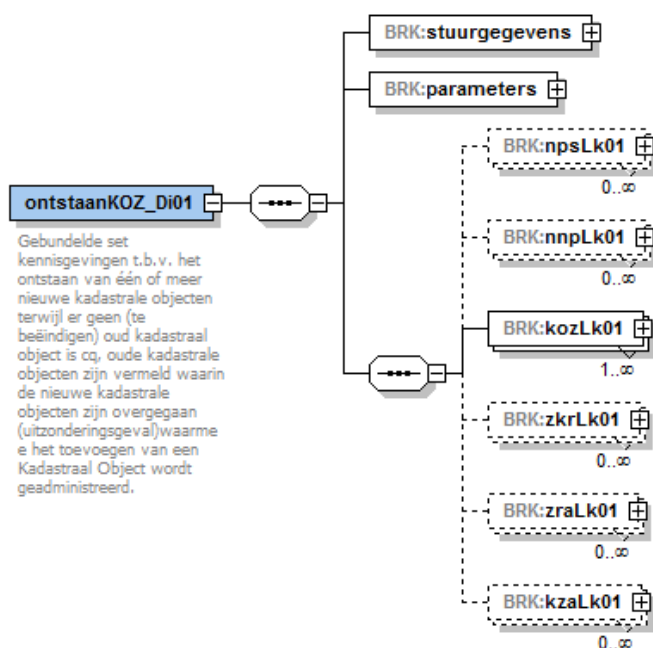 BRK:stuurgegevens
BRK:parameters
BRK:npsLk01
0..∞
BRK:nnpLk01
0..∞
ontstaanKOZ_Di01
Gebundelde set
kennisgevingen t.b.v. het
ontstaan van één of meer
nieuwe kadastrale objecten
terwijl er geen (te
beëindigen) oud kadastraal
object is cq, oude kadastrale
objecten zijn vermeld waarin
de nieuwe kadastrale
objecten zijn overgegaan
(uitzonderingsgeval)waarme
e het toevoegen van een
Kadastraal Object wordt
geadministreerd.
BRK:kozLk01
1..∞
BRK:zkrLk01
0..∞
BRK:zraLk01
0..∞
BRK:kzaLk01
0..∞